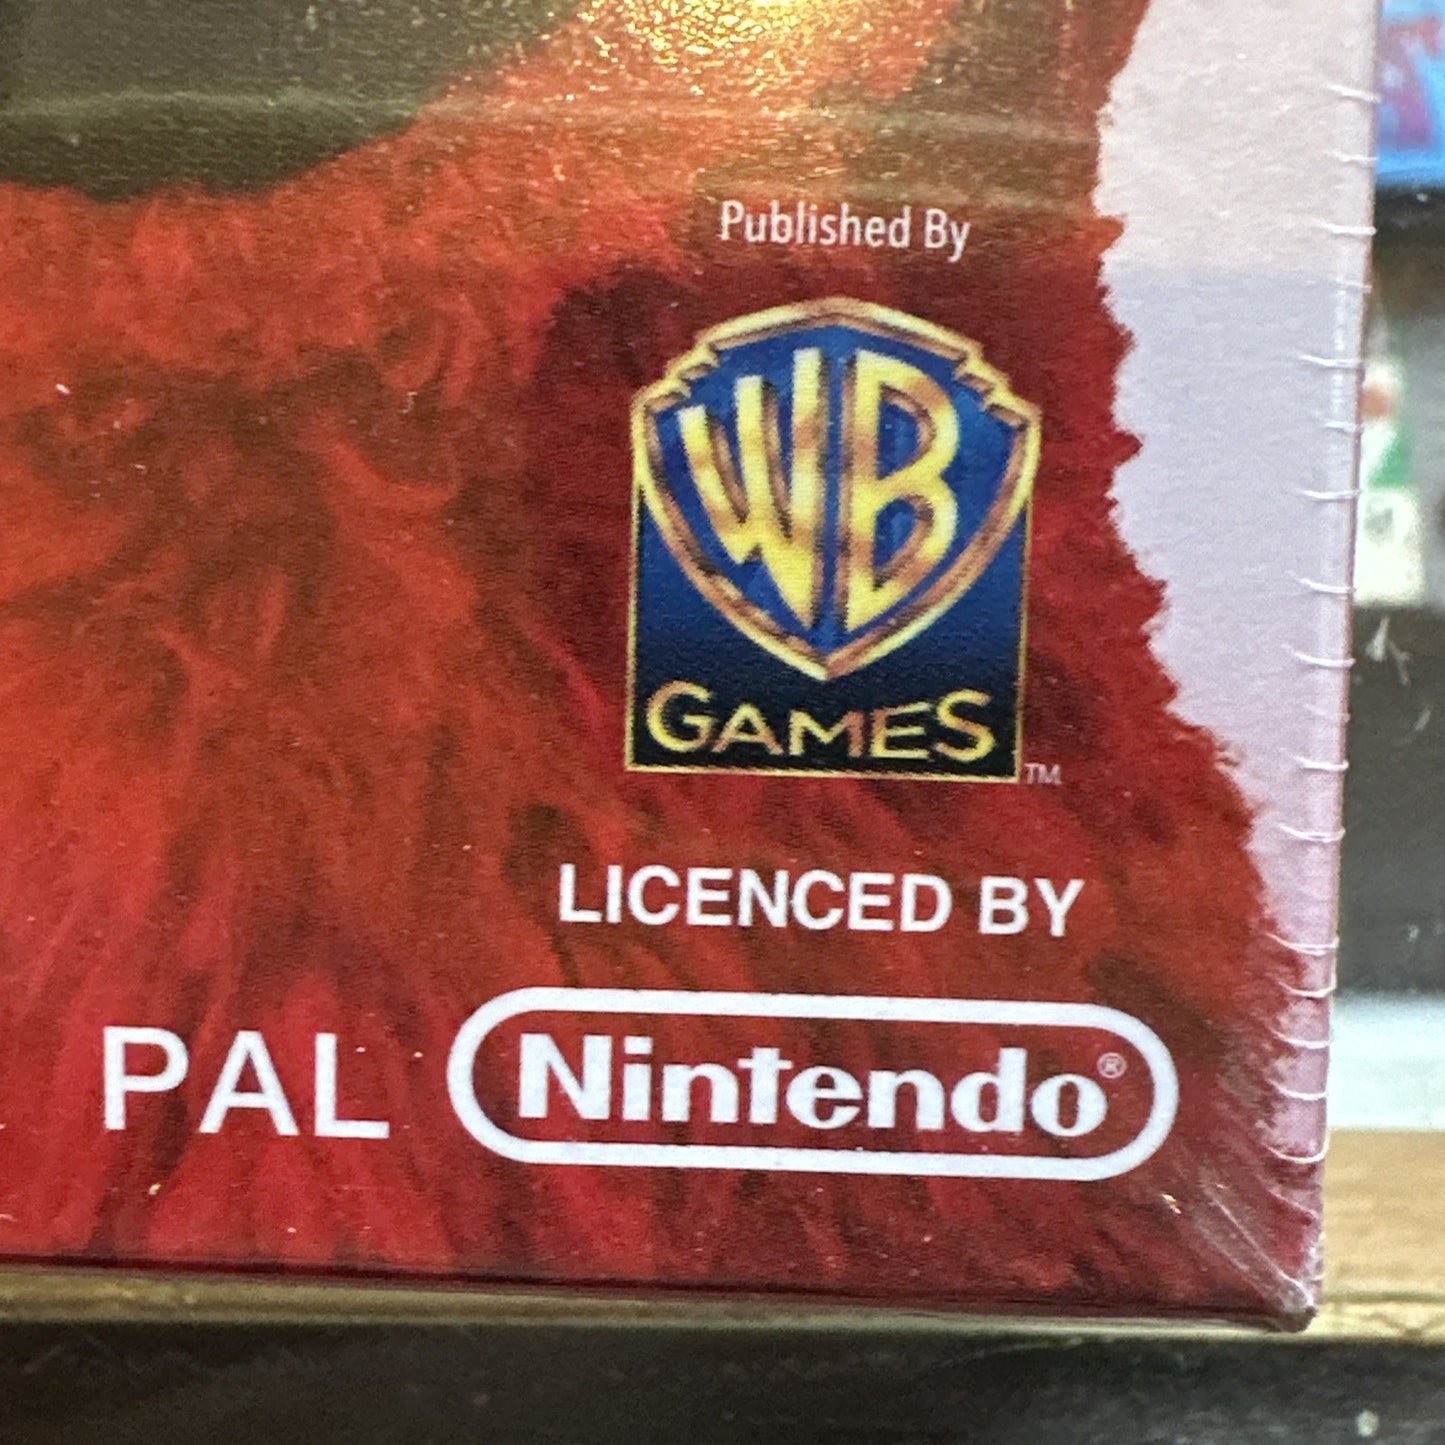 Published By
WB
GAMES
TM
LICENCED BY
PAL Nintendo®